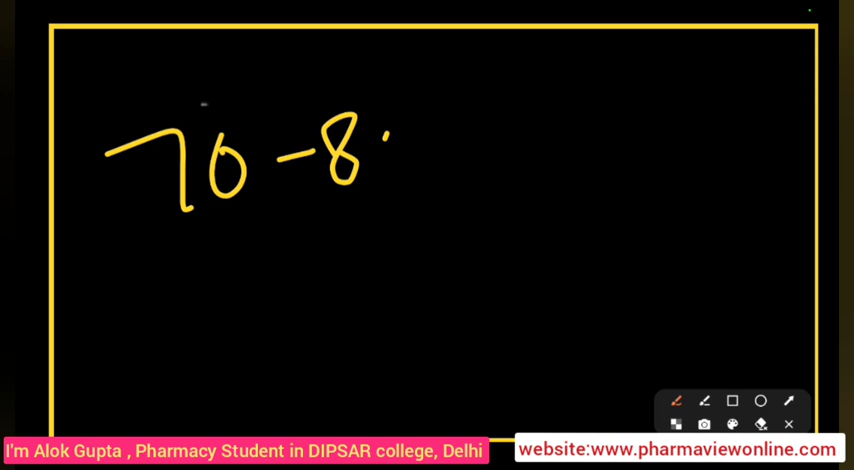 70-8
I'm Alok Gupta , Pharmacy Student in DIPSAR college, Delhi
website:www.pharmaviewonline.com